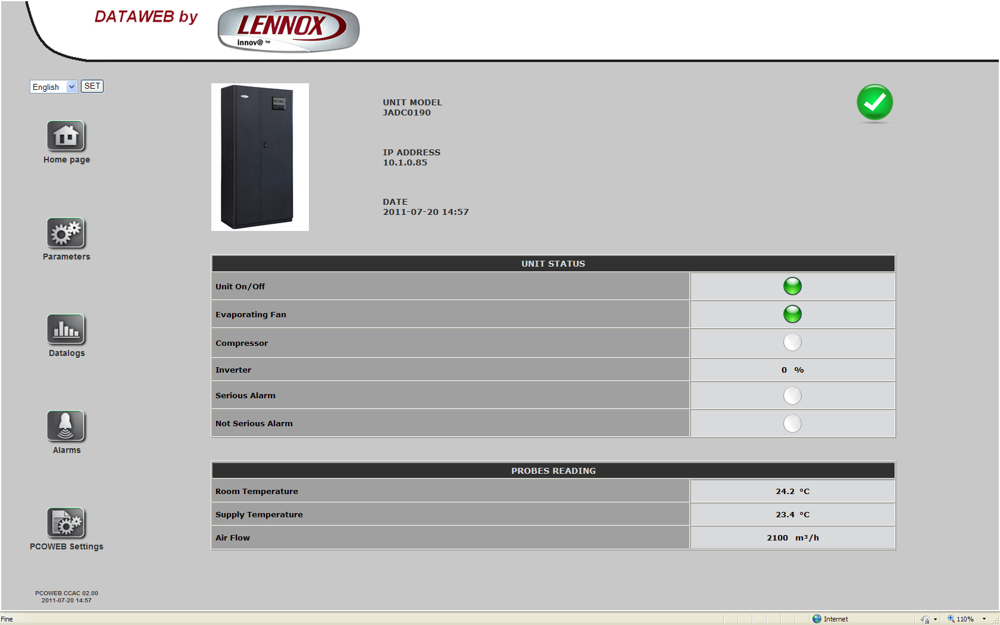 DATAWEB by
LENNOX
innov@ ™
English
SET
Home page
Parameters
Datalogs
Alarms
PCOWEB Settings
PCOWEB CCAC 02.00
2011-07-20 14:57
UNIT MODEL
JADC0190
IP ADDRESS
10.1.0.85
DATE
2011-07-20 14:57
UNIT STATUS
Unit On/Off
Evaporating Fan
Compressor
Inverter 0 %
Serious Alarm
Not Serious Alarm
PROBES READING
Room Temperature 24.2 °C
Supply Temperature 23.4 °C
Air Flow 2100 m³/h
Fine
Internet
110%